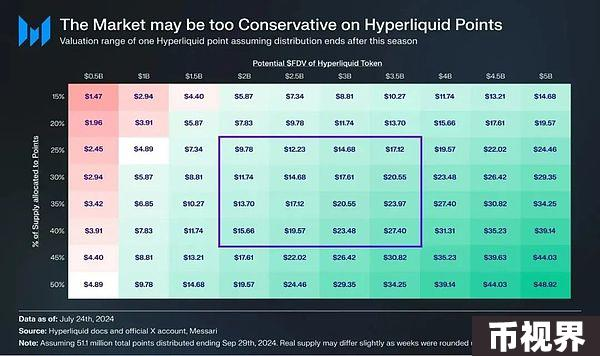 The Market may be too Conservative on Hyperliquid Points
Valuation range of one Hyperliquid point assuming distribution ends after this season
Potential $FDV of Hyperliquid Token
$0.5B $1B $1.5B $2B $2.5B $3B $3.5B $4B $4.5B $5B
% of Supply allocated to Points
15% $1.47 $2.94 $4.40 $5.87 $7.34 $8.81 $10.27 $11.74 $13.21 $14.68
20% $1.96 $3.91 $5.87 $7.83 $9.78 $11.74 $13.70 $15.66 $17.61 $19.57
25% $2.45 $4.89 $7.34 $9.78 $12.23 $14.68 $17.12 $19.57 $22.02 $24.46
30% $2.94 $5.87 $8.81 $11.74 $14.68 $17.61 $20.55 $23.48 $26.42 $29.35
35% $3.42 $6.85 $10.27 $13.70 $17.12 $20.55 $23.97 $27.40 $30.82 $34.25
40% $3.91 $7.83 $11.74 $15.66 $19.57 $23.48 $27.40 $31.31 $35.23 $39.14
45% $4.40 $8.81 $13.21 $17.61 $22.02 $26.42 $30.82 $35.23 $39.63 $44.03
50% $4.89 $9.78 $14.68 $19.57 $24.46 $29.35 $34.25 $39.14 $44.03 $48.92
Data as of: July 24th, 2024
Source: Hyperliquid docs and official X account, Messari
Note: Assuming 51.1 million total points distributed ending Sep 29th, 2024. Real supply may differ slightly as weeks were rounded
币视界